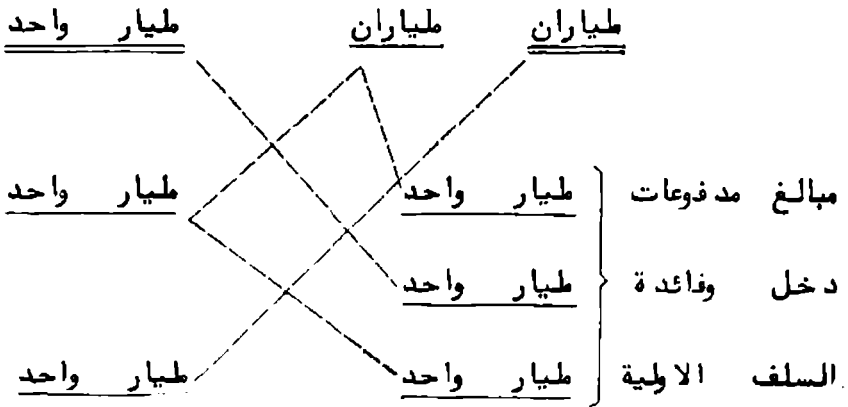 ملياران ملياران مليار واحد
مبالغ مدفوعات مليار واحد مليار واحد
دخل وفائدة مليار واحد
السلف الاولية مليار واحد مليار واحد